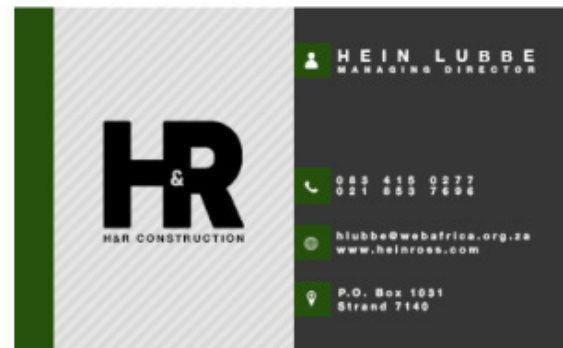 H&R
H&R CONSTRUCTION
HEIN LUBBE
MANAGING DIRECTOR
083 415 0277
021 853 7696
hlubbe@webafrica.org.za
www.heinross.com
P.O. Box 1031
Strand 7140